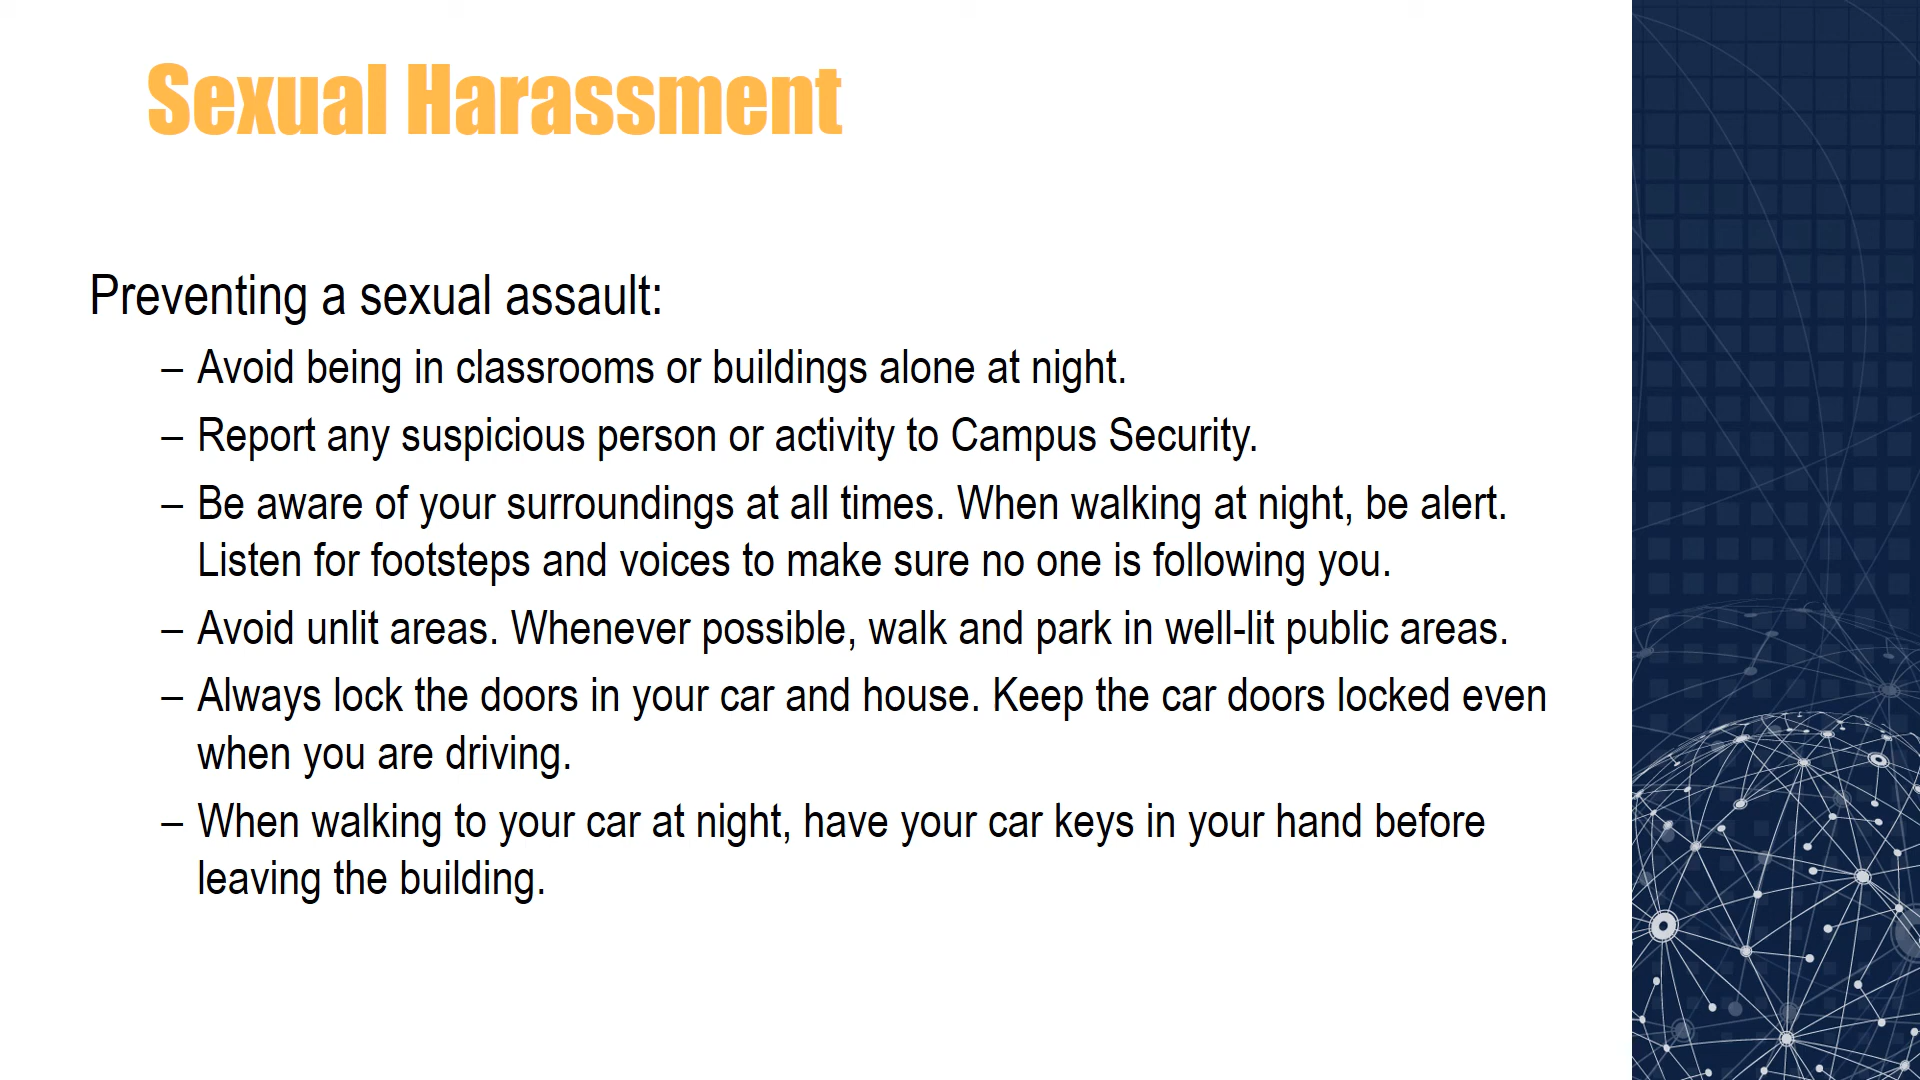 Sexual Harassment
Preventing a sexual assault:
– Avoid being in classrooms or buildings alone at night.
– Report any suspicious person or activity to Campus Security.
– Be aware of your surroundings at all times. When walking at night, be alert.
Listen for footsteps and voices to make sure no one is following you.
– Avoid unlit areas. Whenever possible, walk and park in well-lit public areas.
– Always lock the doors in your car and house. Keep the car doors locked even
when you are driving.
– When walking to your car at night, have your car keys in your hand before
leaving the building.